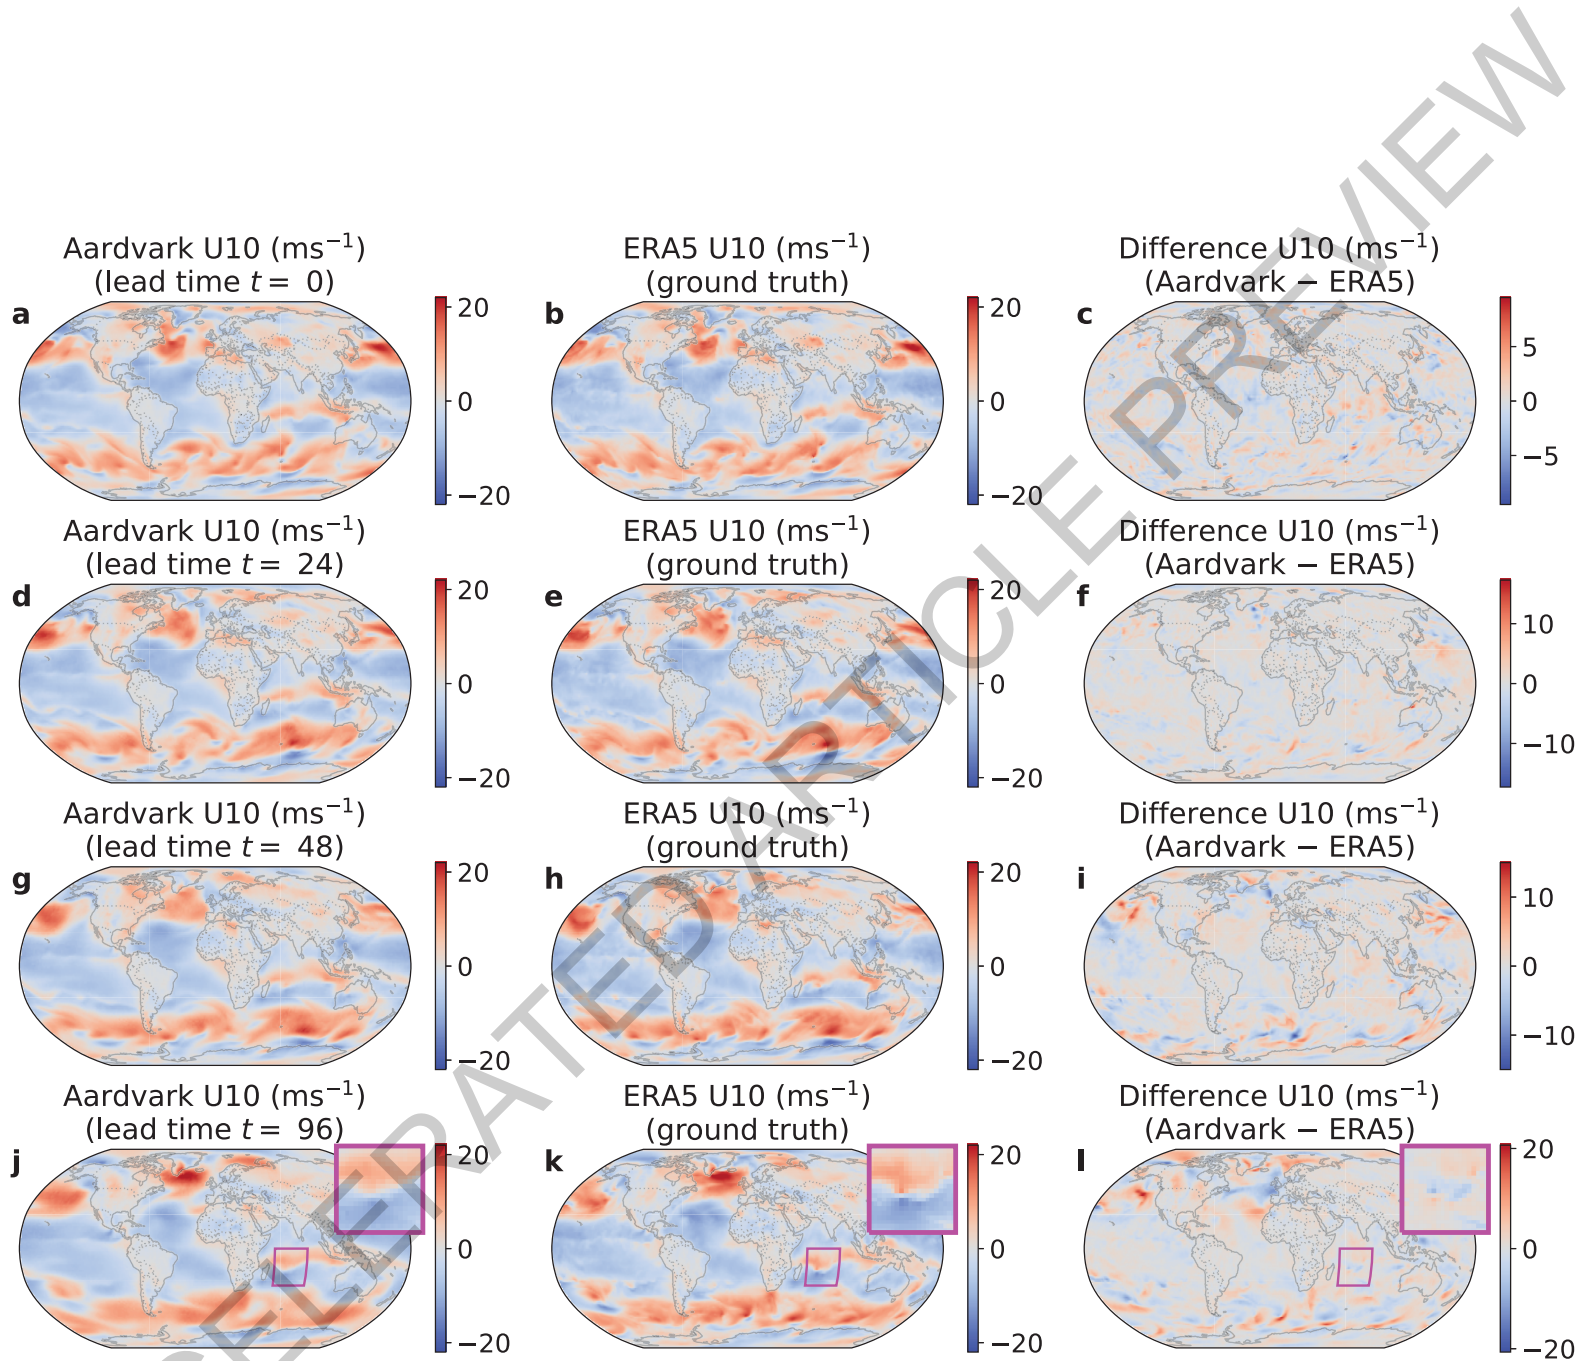 Aardvark U10 (ms⁻¹)
(lead time t = 0)
ERA5 U10 (ms⁻¹)
(ground truth)
Difference U10 (ms⁻¹)
(Aardvark − ERA5)
a
20
0
−20
b
20
0
−20
c
5
0
−5
Aardvark U10 (ms⁻¹)
(lead time t = 24)
ERA5 U10 (ms⁻¹)
(ground truth)
Difference U10 (ms⁻¹)
(Aardvark − ERA5)
d
20
0
−20
e
20
0
−20
f
10
0
−10
Aardvark U10 (ms⁻¹)
(lead time t = 48)
ERA5 U10 (ms⁻¹)
(ground truth)
Difference U10 (ms⁻¹)
(Aardvark − ERA5)
g
20
0
−20
h
20
0
−20
i
10
0
−10
Aardvark U10 (ms⁻¹)
(lead time t = 96)
ERA5 U10 (ms⁻¹)
(ground truth)
Difference U10 (ms⁻¹)
(Aardvark − ERA5)
j
20
0
−20
k
20
0
−20
l
20
10
0
−10
−20
ELERATED ARTICLE PREVIEW